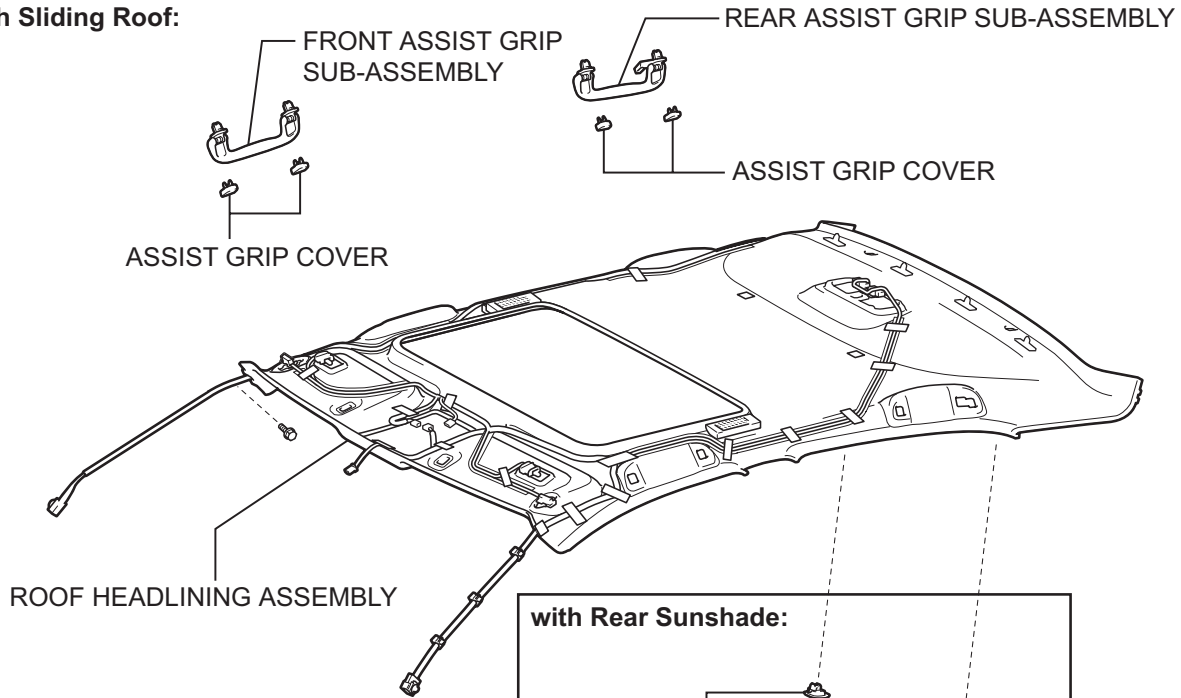 Sliding Roof:
FRONT ASSIST GRIP
SUB-ASSEMBLY
REAR ASSIST GRIP SUB-ASSEMBLY
ASSIST GRIP COVER
ASSIST GRIP COVER
ROOF HEADLINING ASSEMBLY
with Rear Sunshade: